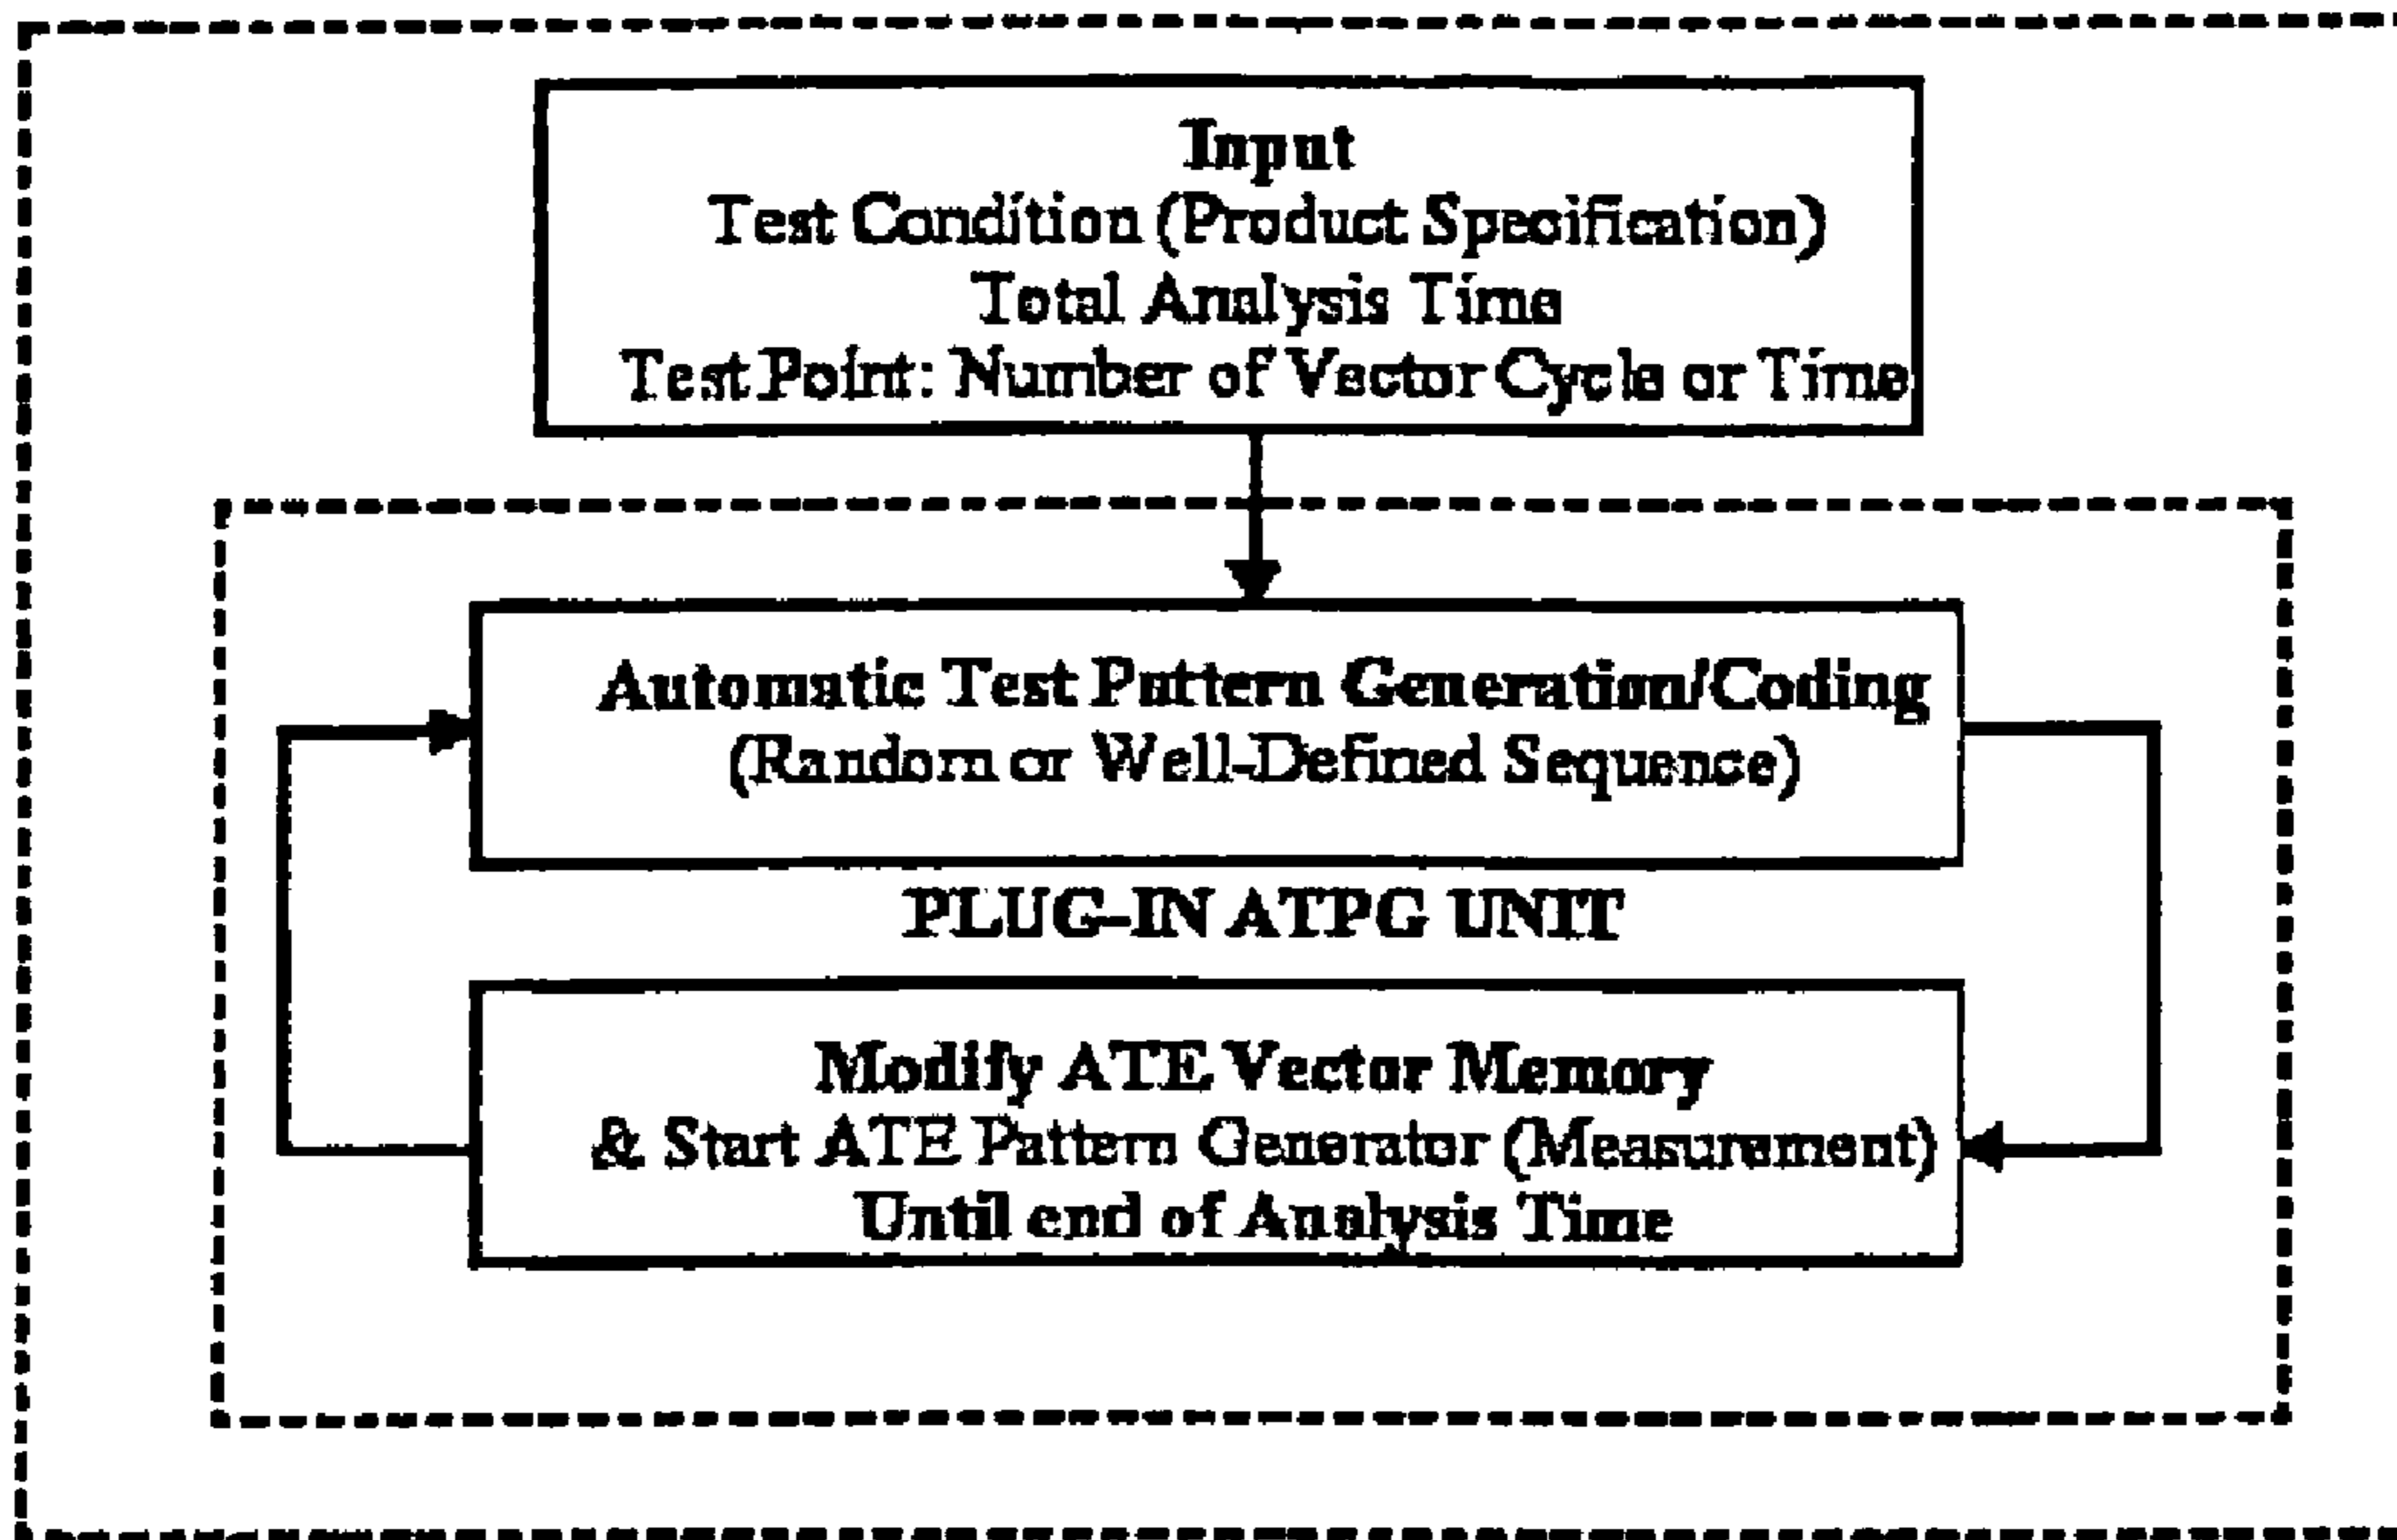 Input
Test Condition (Product Specification)
Total Analysis Time
Test Point: Number of Vector Cycle or Time
Automatic Test Pattern Generation/Coding
(Random or Well-Defined Sequence)
PLUG-IN ATPG UNIT
Modify ATE Vector Memory
& Start ATE Pattern Generator (Measurement)
Until end of Analysis Time